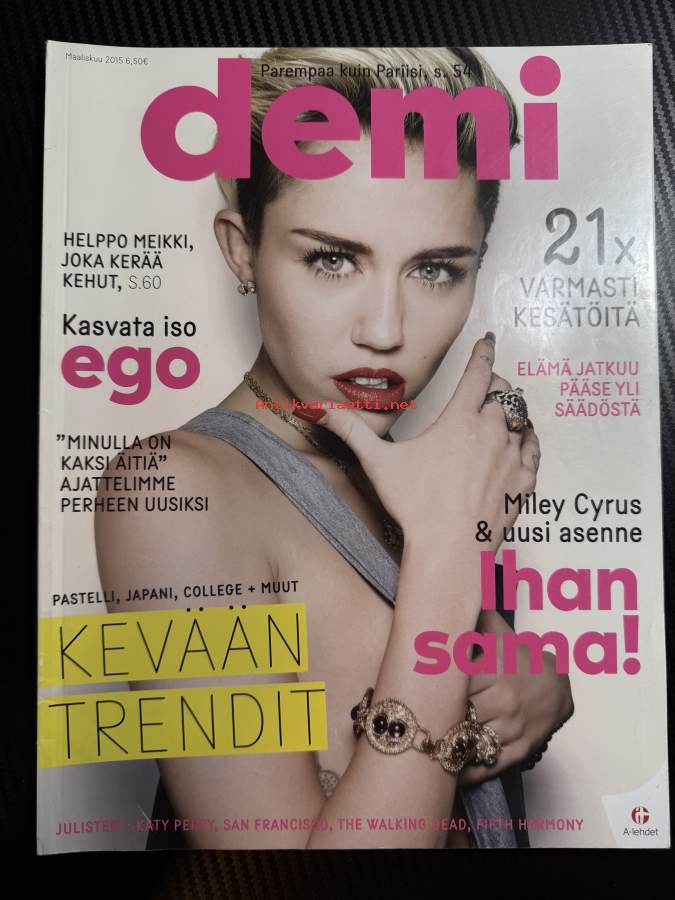 Maaliskuu 2015 6,50€
Parempaa kuin Pariisi, s. 54
demi
HELPPO MEIKKI,
JOKA KERÄÄ
KEHUT, S.60
Kasvata iso
ego
"MINULLA ON
KAKSI ÄITIÄ"
AJATTELIMME
PERHEEN UUSIKSI
21x
VARMASTI
KESÄTÖITÄ
ELÄMÄ JATKUU
PÄÄSE YLI
SÄÄDÖSTÄ
Antikvariaatti.net
Miley Cyrus
& uusi asenne
Ihan
sama!
PASTELLI, JAPANI, COLLEGE + MUUT
KEVÄÄN
TRENDIT
JULISTEET: KATY PERRY, SAN FRANCISCO, THE WALKING DEAD, FIFTH HARMONY
A-lehdet